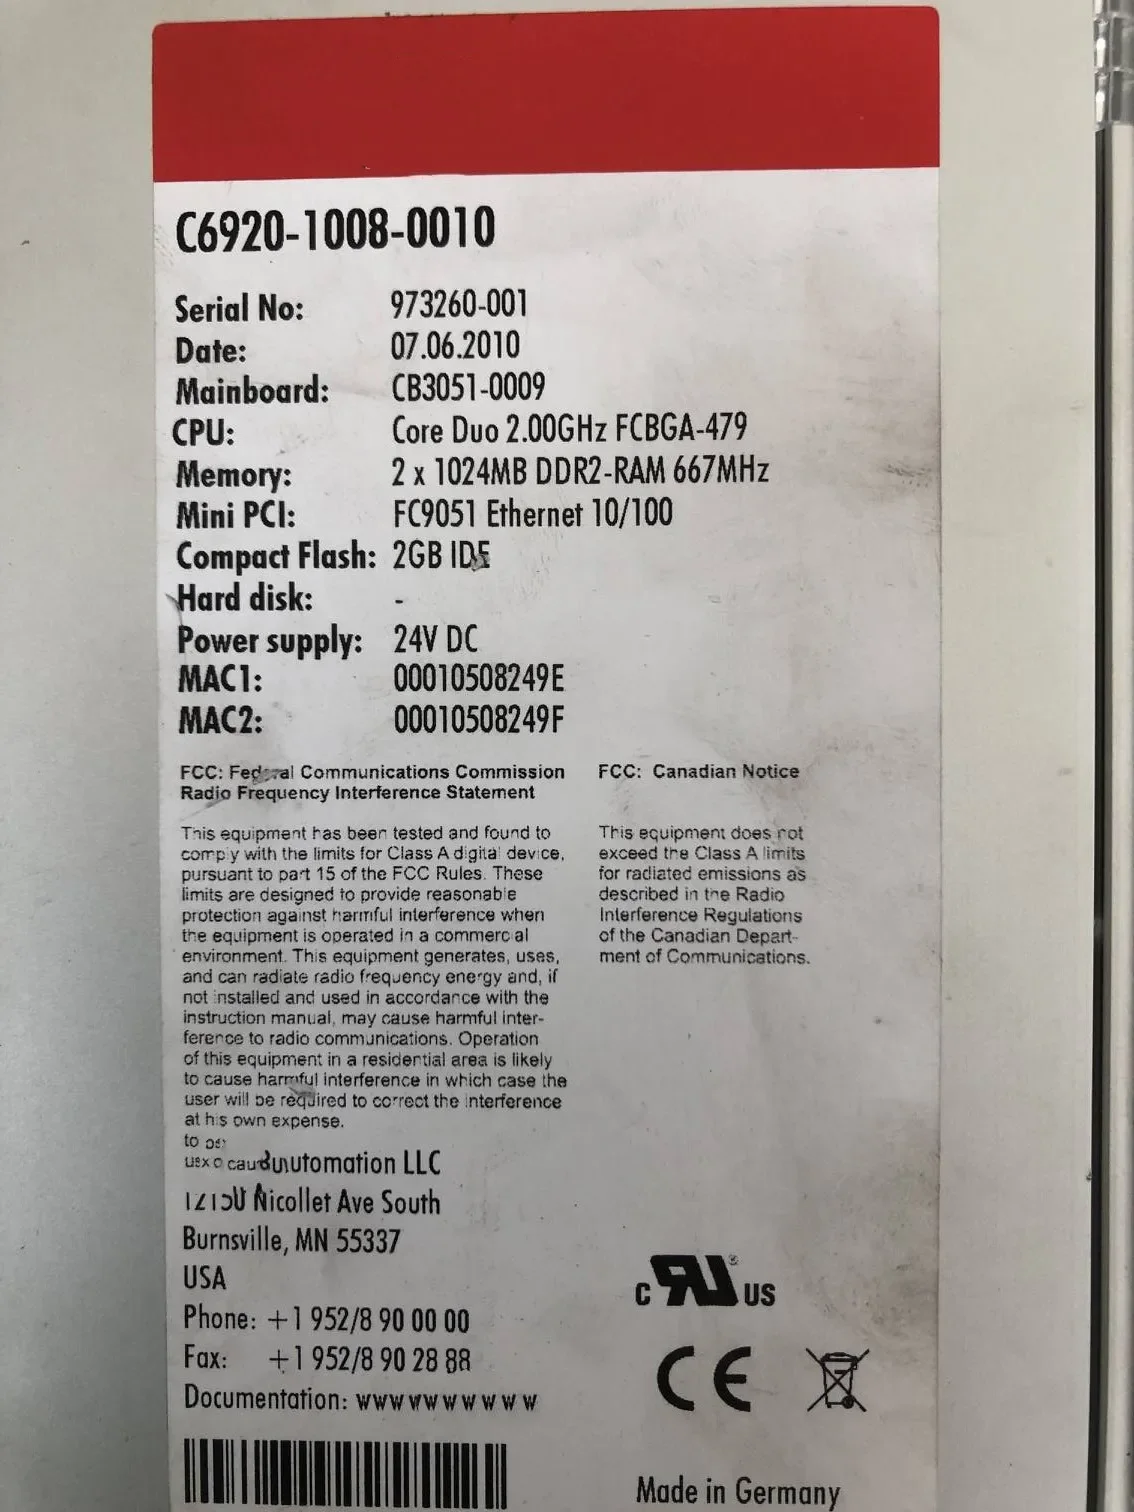 C6920-1008-0010
Serial No: 973260-001
Date: 07.06.2010
Mainboard: CB3051-0009
CPU: Core Duo 2.00GHz FCBGA-479
Memory: 2 x 1024MB DDR2-RAM 667MHz
Mini PCI: FC9051 Ethernet 10/100
Compact Flash: 2GB IDE
Hard disk: -
Power supply: 24V DC
MAC1: 00010508249E
MAC2: 00010508249F
FCC: Federal Communications Commission
Radio Frequency Interference Statement
This equipment has been tested and found to
comply with the limits for Class A digital device,
pursuant to part 15 of the FCC Rules. These
limits are designed to provide reasonable
protection against harmful interference when
the equipment is operated in a commercial
environment. This equipment generates, uses,
and can radiate radio frequency energy and, if
not installed and used in accordance with the
instruction manual, may cause harmful inter-
ference to radio communications. Operation
of this equipment in a residential area is likely
to cause harmful interference in which case the
user will be required to correct the interference
at his own expense.
FCC: Canadian Notice
This equipment does not
exceed the Class A limits
for radiated emissions as
described in the Radio
Interference Regulations
of the Canadian Depart-
ment of Communications.
to
utomation LLC
Nicollet Ave South
Burnsville, MN 55337
USA
Phone: +1 952/8 90 00 00
Fax: +1 952/8 90 28 88
Documentation: wwwwwwwww
c RU ® US
CE
Made in Germany